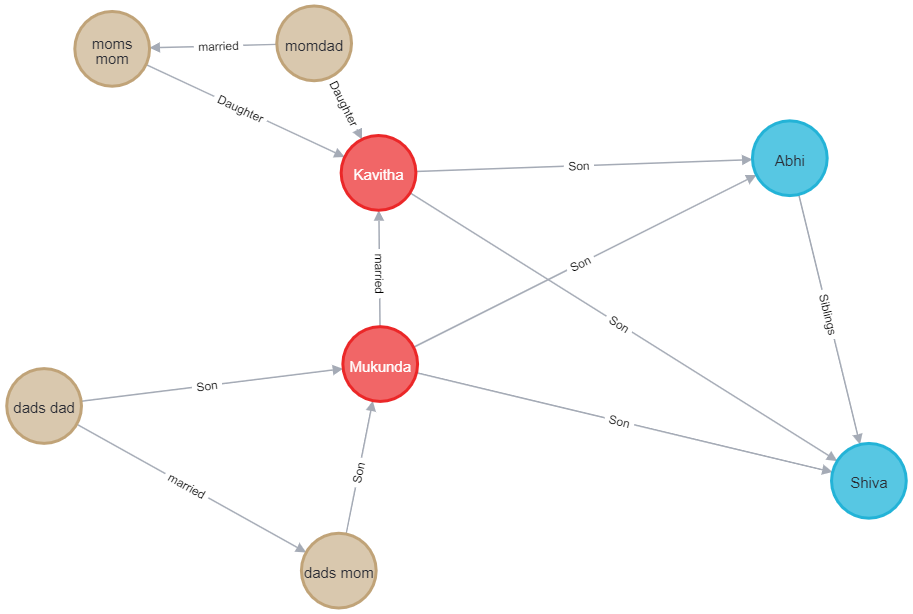 moms
mom
married
momdad
Daughter
Daughter
Kavitha
Son
Abhi
married
Son
Son
Siblings
Mukunda
dads dad
Son
Son
married
Son
Shiva
dads mom